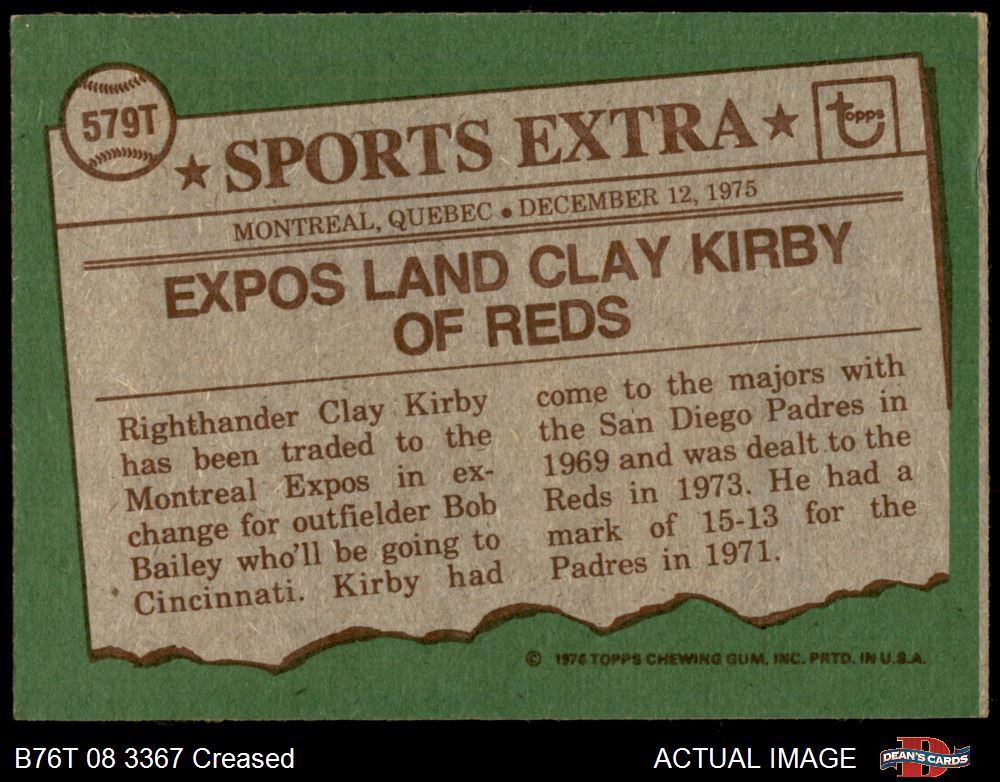 579T
★ SPORTS EXTRA ★
topps
MONTREAL, QUEBEC • DECEMBER 12, 1975
EXPOS LAND CLAY KIRBY
OF REDS
Righthander Clay Kirby
has been traded to the
Montreal Expos in ex-
change for outfielder Bob
Bailey who'll be going to
Cincinnati. Kirby had
come to the majors with
the San Diego Padres in
1969 and was dealt to the
Reds in 1973. He had a
mark of 15-13 for the
Padres in 1971.
© 1976 TOPPS CHEWING GUM, INC. PRTD. IN U.S.A.
B76T 08 3367 Creased
ACTUAL IMAGE
DEAN'S CARDS